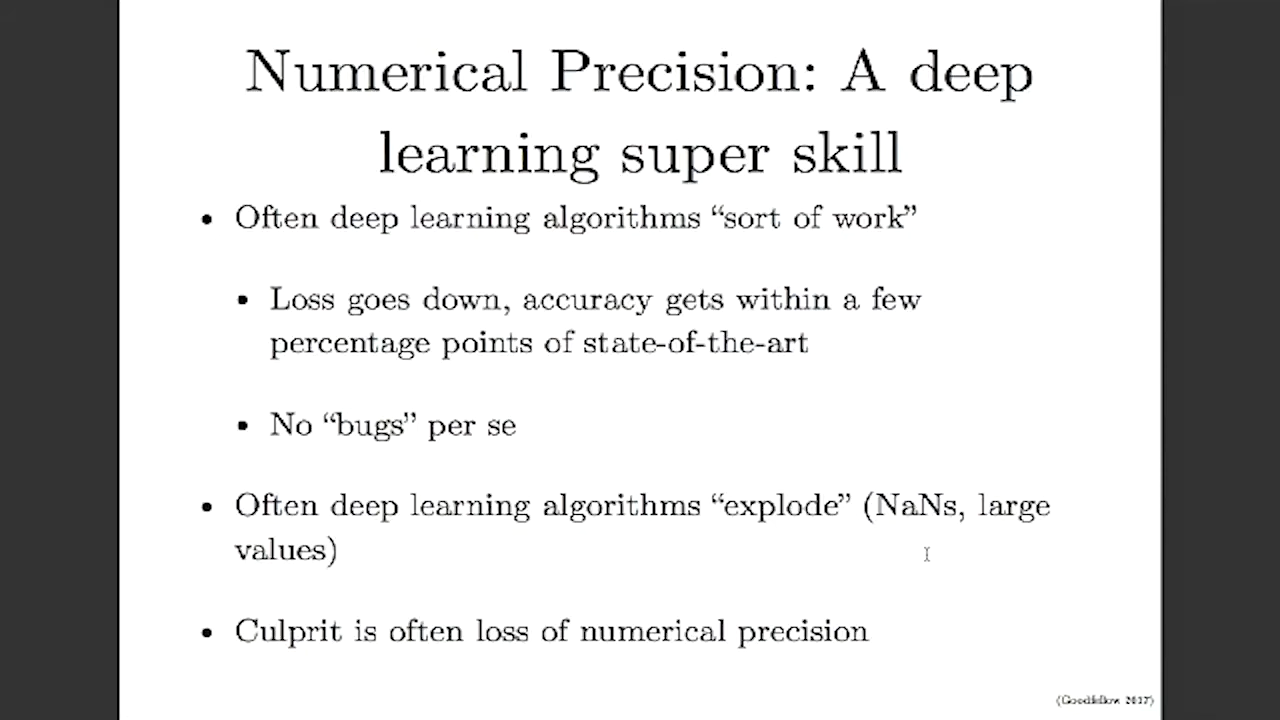 Numerical Precision: A deep
learning super skill
• Often deep learning algorithms “sort of work”
• Loss goes down, accuracy gets within a few
percentage points of state-of-the-art
• No “bugs” per se
• Often deep learning algorithms “explode” (NaNs, large
values)
• Culprit is often loss of numerical precision
(Goodfellow 2017)